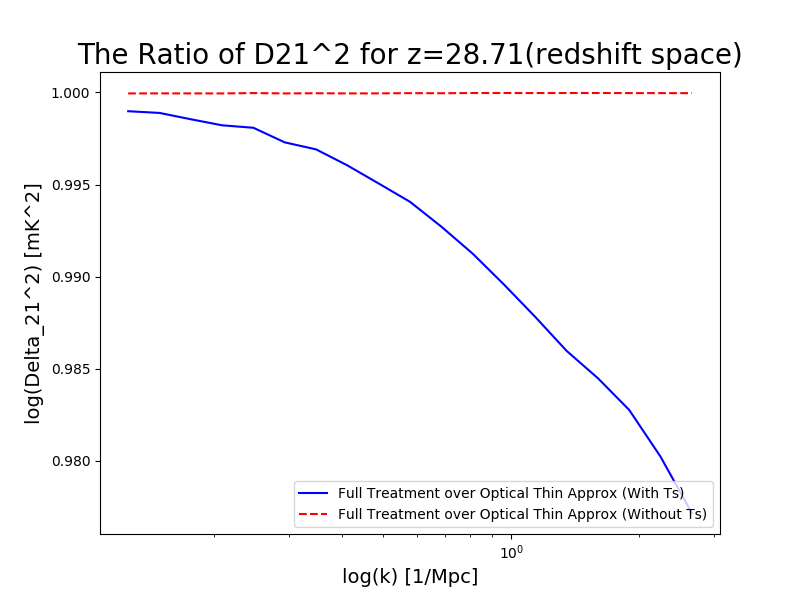 The Ratio of D21^2 for z=28.71(redshift space)
log(Delta_21^2) [mK^2]
1.000
0.995
0.990
0.985
0.980
Full Treatment over Optical Thin Approx (With Ts)
Full Treatment over Optical Thin Approx (Without Ts)
10^0
log(k) [1/Mpc]